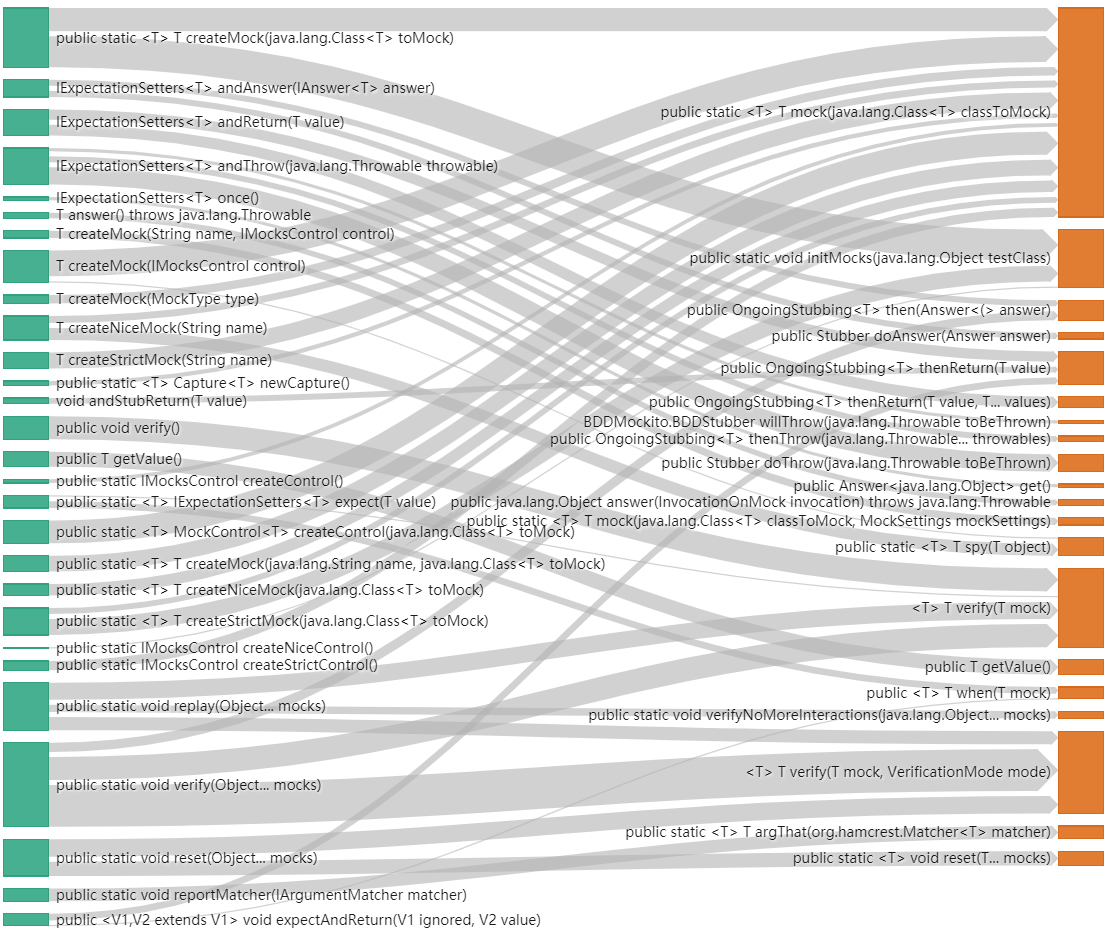 public static <T> T createMock(java.lang.Class<T> toMock)
IExpectationSetters<T> andAnswer(IAnswer<T> answer)
IExpectationSetters<T> andReturn(T value)
IExpectationSetters<T> andThrow(java.lang.Throwable throwable)
IExpectationSetters<T> once()
T answer() throws java.lang.Throwable
T createMock(String name, IMocksControl control)
T createMock(IMocksControl control)
T createMock(MockType type)
T createNiceMock(String name)
T createStrictMock(String name)
public static <T> Capture<T> newCapture()
void andStubReturn(T value)
public void verify()
public T getValue()
public static IMocksControl createControl()
public static <T> IExpectationSetters<T> expect(T value)
public static <T> MockControl<T> createControl(java.lang.Class<T> toMock)
public static <T> T createMock(java.lang.String name, java.lang.Class<T> toMock)
public static <T> T createNiceMock(java.lang.Class<T> toMock)
public static <T> T createStrictMock(java.lang.Class<T> toMock)
public static IMocksControl createNiceControl()
public static IMocksControl createStrictControl()
public static void replay(Object... mocks)
public static void verify(Object... mocks)
public static void reset(Object... mocks)
public static void reportMatcher(!ArgumentMatcher matcher)
public <V1,V2 extends V1> void expectAndReturn(V1 ignored, V2 value)
public static <T> T mock(java.lang.Class<T> classToMock)
public static void initMocks(java.lang.Object testClass)
public OngoingStubbing<T> then(Answer<(> answer)
public Stubber doAnswer(Answer answer)
public OngoingStubbing<T> thenReturn(T value)
public OngoingStubbing<T> thenReturn(T value, T... values)
BDDMockito.BDDStubber willThrow(java.lang.Throwable toBeThrown)
public OngoingStubbing<T> thenThrow(java.lang.Throwable... throwables)
public Stubber doThrow(java.lang.Throwable toBeThrown)
public Answer<java.lang.Object> get()
public java.lang.Object answer(InvocationOnMock invocation) throws java.lang.Throwable
public static <T> T mock(java.lang.Class<T> classToMock, MockSettings mockSettings)
public static <T> T spy(T object)
<T> T verify(T mock)
public T getValue()
public <T> T when(T mock)
public static void verifyNoMoreInteractions(java.lang.Object... mocks)
<T> T verify(T mock, VerificationMode mode)
public static <T> T argThat(org.hamcrest.Matcher<T> matcher)
public static <T> void reset(T... mocks)